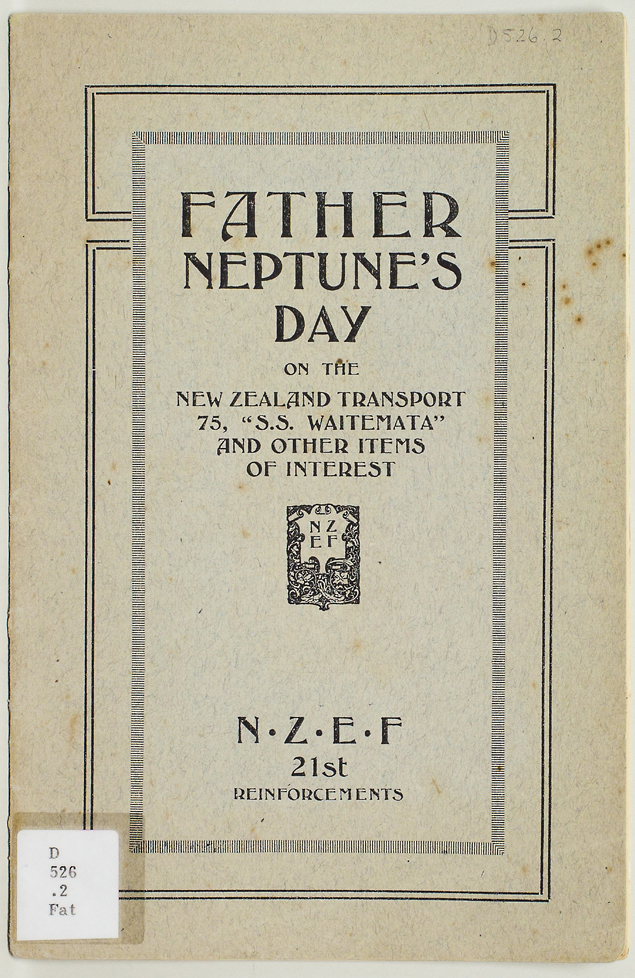 D526.2
FATHER
NEPTUNE'S
DAY
ON THE
NEW ZEALAND TRANSPORT
75, "S.S. WAITEMATA"
AND OTHER ITEMS
OF INTEREST
N Z
E F
N·Z·E·F
21st
REINFORCEMENTS
D
526
.2
Fat